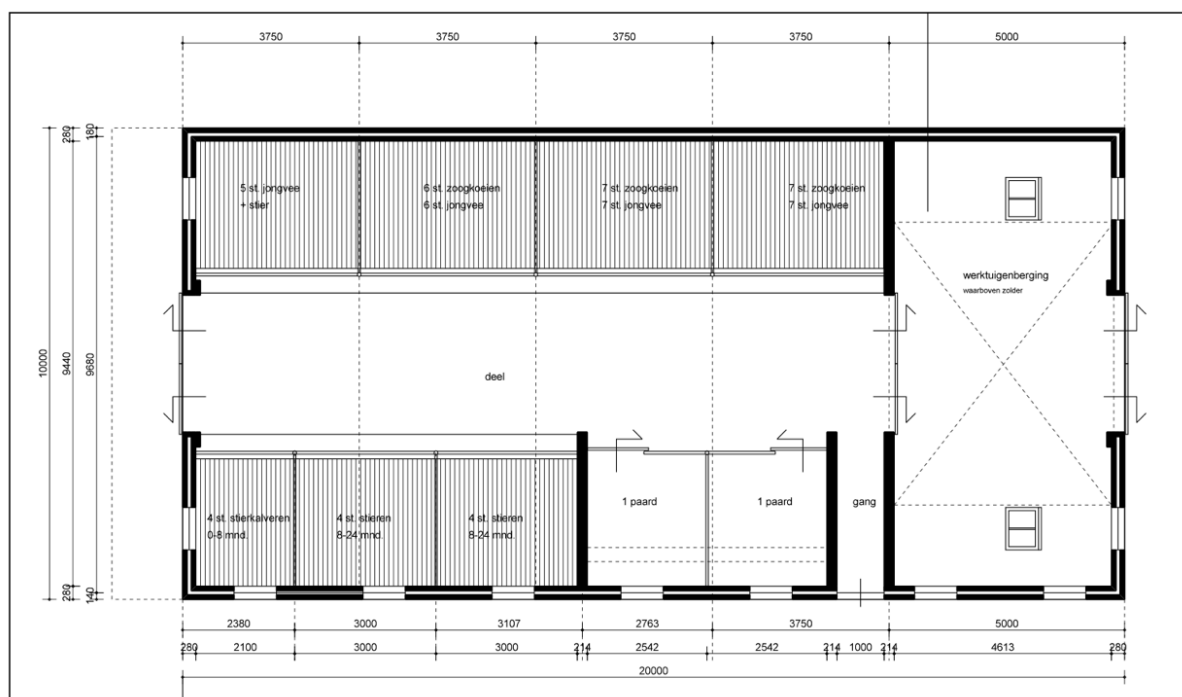 3750 3750 3750 3750 5000
280
180
5 st. jongvee
+ stier
6 st. zoogkoeien
6 st. jongvee
7 st. zoogkoeien
7 st. jongvee
7 st. zoogkoeien
7 st. jongvee
werktuigenberging
waarboven zolder
10000
9440
9680
deel
4 st. stierkalveren
0-8 mnd.
4 st. stieren
8-24 mnd.
4 st. stieren
8-24 mnd.
1 paard
1 paard
gang
280
140
2380 3000 3107 2763 3750 5000
280 2100 3000 3000 214 2542 2542 214 1000 214 4613 280
20000